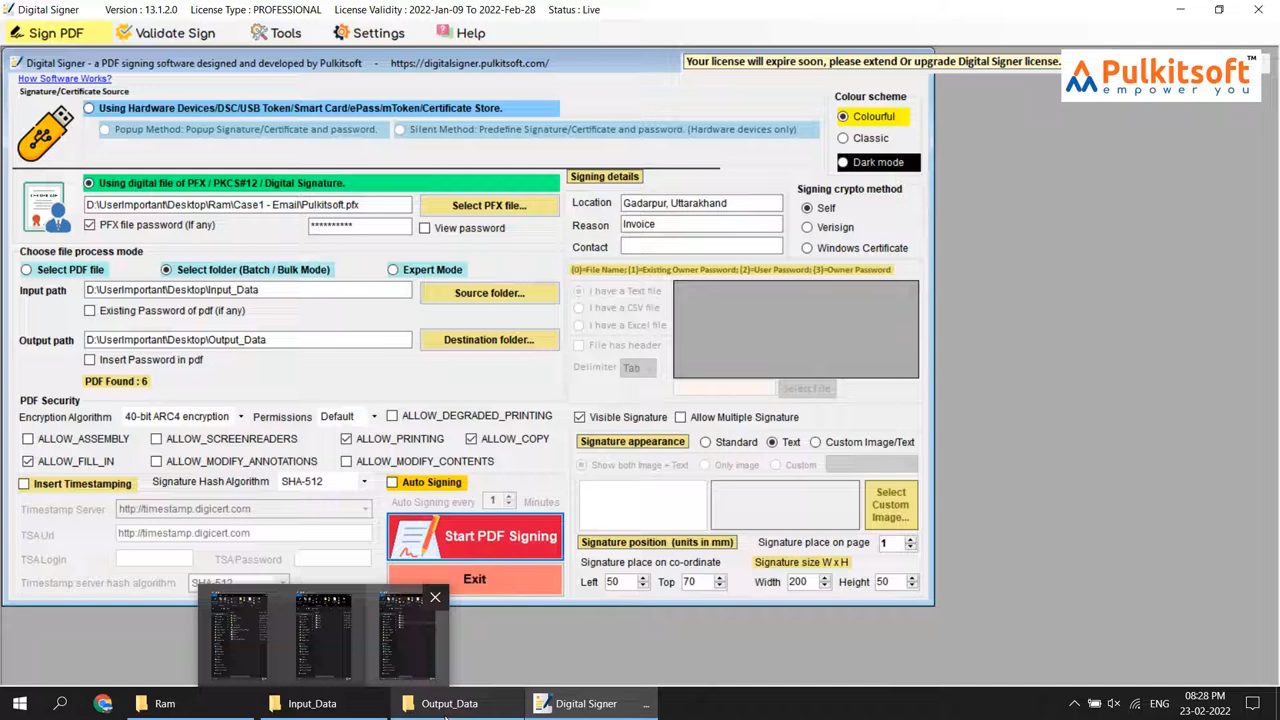 Digital Signer - Version : 13.1.2.0 License Type : PROFESSIONAL License Validity : 2022-Jan-09 To 2022-Feb-28 Status : Live
Sign PDF Validate Sign Tools Settings Help
Digital Signer - a PDF signing software designed and developed by Pulkitsoft - https://digitalsigner.pulkitsoft.com/
Your license will expire soon, please extend Or upgrade Digital Signer license.
Pulkitsoft™
empower you
How Software Works?
Signature/Certificate Source
Using Hardware Devices/DSC/USB Token/Smart Card/ePass/mToken/Certificate Store.
Popup Method: Popup Signature/Certificate and password.
Silent Method: Predefine Signature/Certificate and password. (Hardware devices only)
Colour scheme
Colourful
Classic
Dark mode
Using digital file of PFX / PKCS#12 / Digital Signature.
D:\UserImportant\Desktop\Ram\Case1 - Email\Pulkitsoft.pfx
Select PFX file...
PFX file password (If any)
**********
View password
Signing details
Location Gadarpur, Uttarakhand
Reason Invoice
Contact
Signing crypto method
Self
Verisign
Windows Certificate
Choose file process mode
Select PDF file
Select folder (Batch / Bulk Mode)
Expert Mode
Input path D:\UserImportant\Desktop\Input_Data
Source folder...
Existing Password of pdf (if any)
Output path D:\UserImportant\Desktop\Output_Data
Destination folder...
Insert Password in pdf
PDF Found : 6
{0}=File Name; {1}=Existing Owner Password; {2}=User Password; {3}=Owner Password
I have a Text file
I have a CSV file
I have a Excel file
File has header
Delimiter Tab
Select File
PDF Security
Encryption Algorithm 40-bit ARC4 encryption Permissions Default ALLOW_DEGRADED_PRINTING
ALLOW_ASSEMBLY ALLOW_SCREENREADERS ALLOW_PRINTING ALLOW_COPY
ALLOW_FILL_IN ALLOW_MODIFY_ANNOTATIONS ALLOW_MODIFY_CONTENTS
Visible Signature Allow Multiple Signature
Signature appearance Standard Text Custom Image/Text
Show both Image + Text Only image Custom
Select Custom Image...
Insert Timestamping Signature Hash Algorithm SHA-512
Timestamp Server http://timestamp.digicert.com
TSA Url http://timestamp.digicert.com
TSA Login TSA Password
Timestamp server hash algorithm SHA-512
Auto Signing
Auto Signing every 1 Minutes
Start PDF Signing
Exit
Signature position (units in mm) Signature place on page 1
Signature place on co-ordinate Signature size W x H
Left 50 Top 70 Width 200 Height 50
Ram Input_Data Output_Data Digital Signer ...
ENG
08:28 PM
23-02-2022